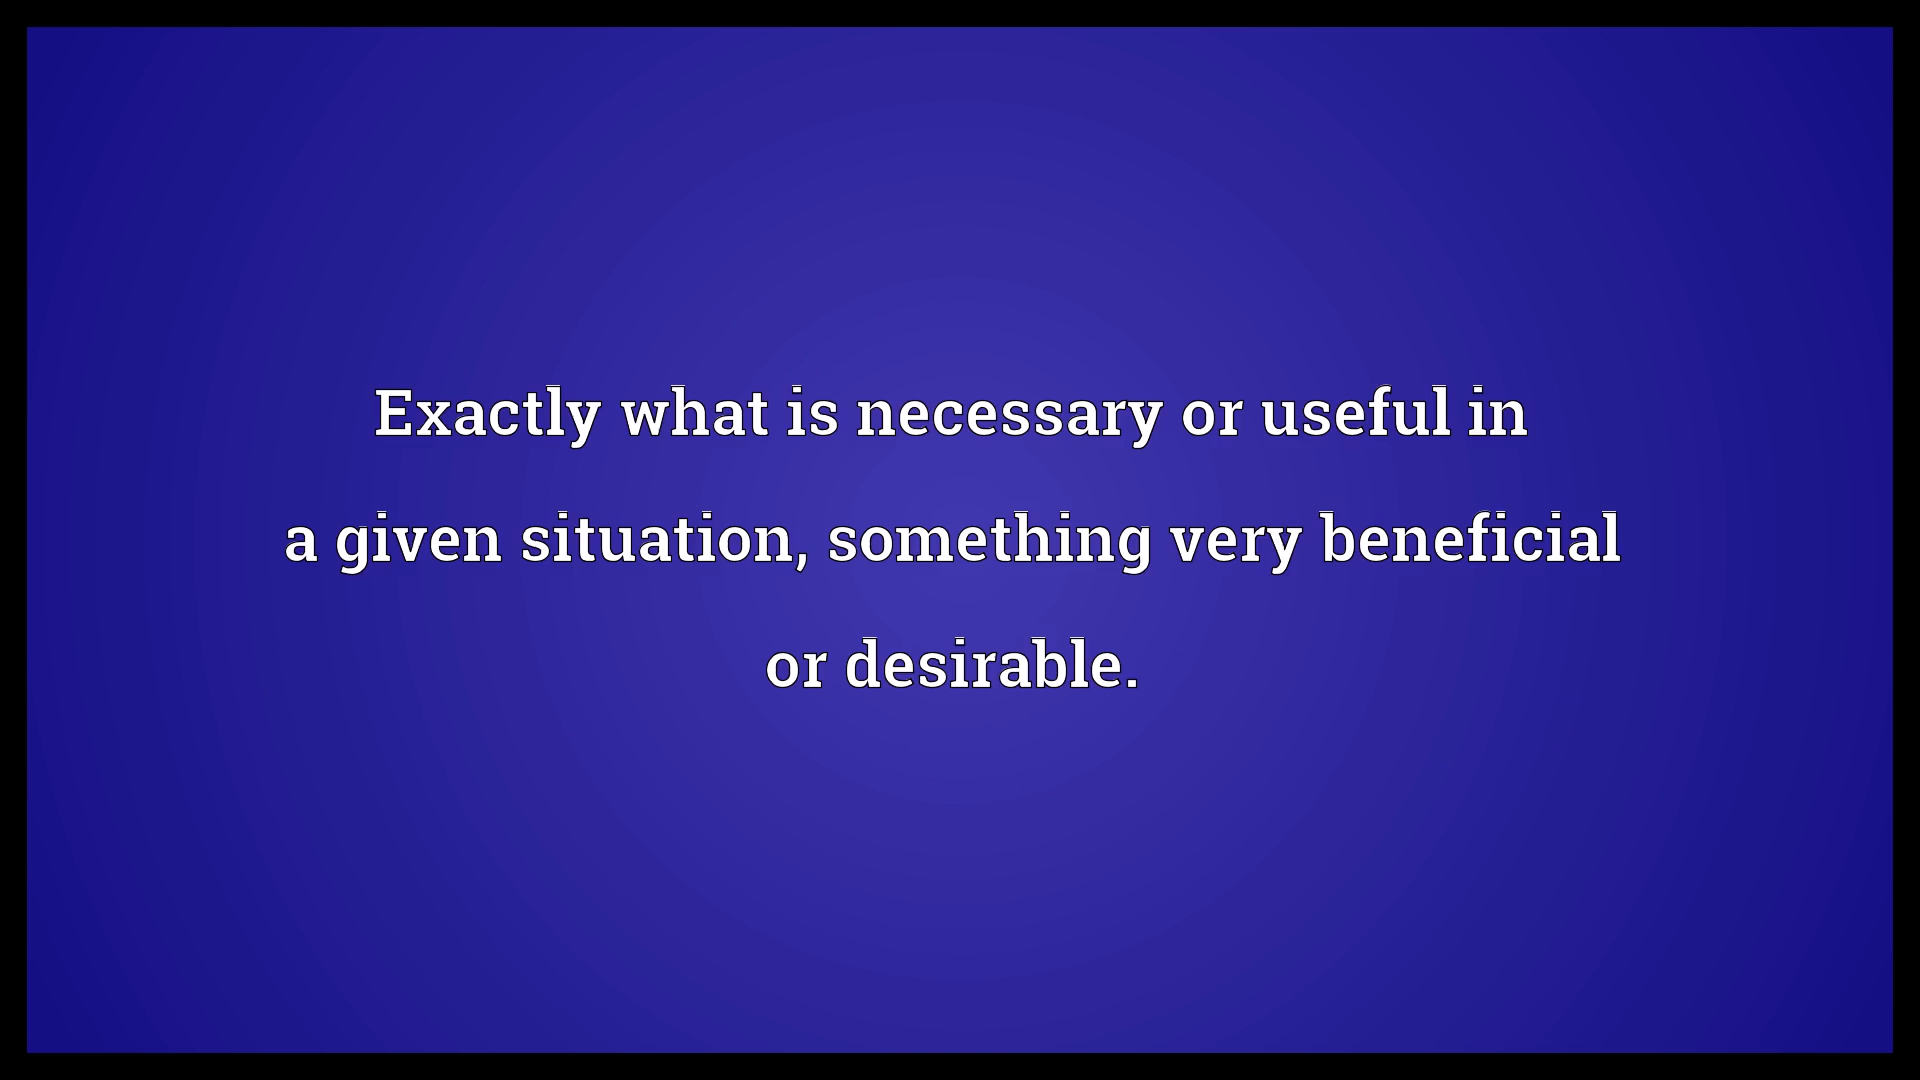 Exactly what is necessary or useful in
a given situation, something very beneficial
or desirable.